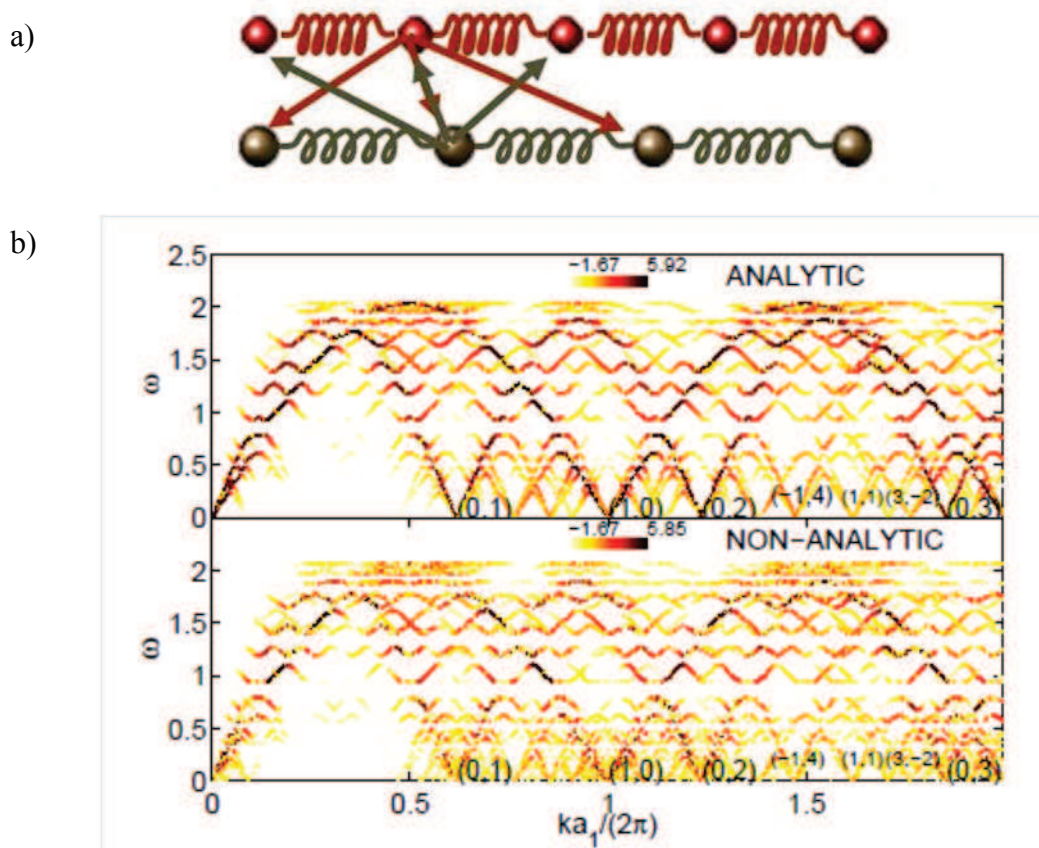 a)
b)
2.5
-1.67 5.92 ANALYTIC
2
1.5
ω
1
0.5
0
(0,1) (1,0) (0,2) (-1,4) (1,1) (3,-2) (0,3)
-1.67 5.85 NON-ANALYTIC
2
1.5
ω
1
0.5
0
(0,1) (1,0) (0,2) (-1,4) (1,1) (3,-2) (0,3)
0 0.5 1 1.5
ka₁/(2π)